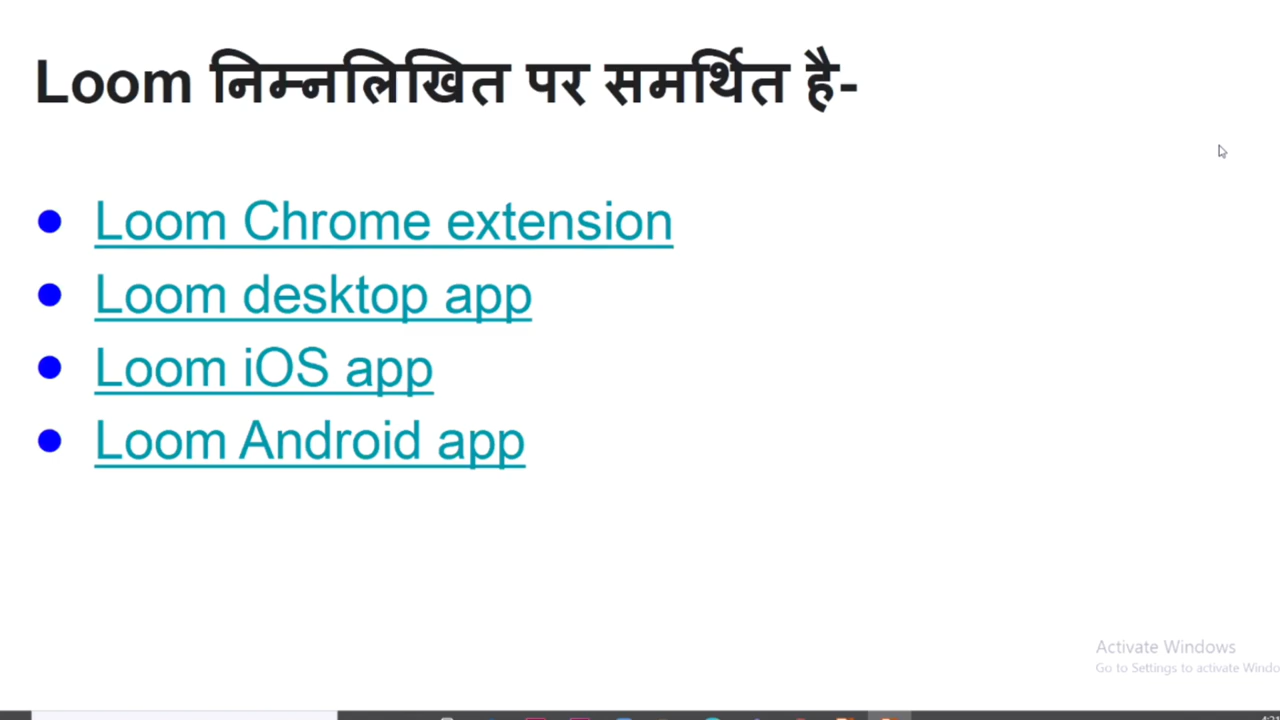 Loom निम्नलिखित पर समर्थित है-
Loom Chrome extension
Loom desktop app
Loom iOS app
Loom Android app
Activate Windows
Go to Settings to activate